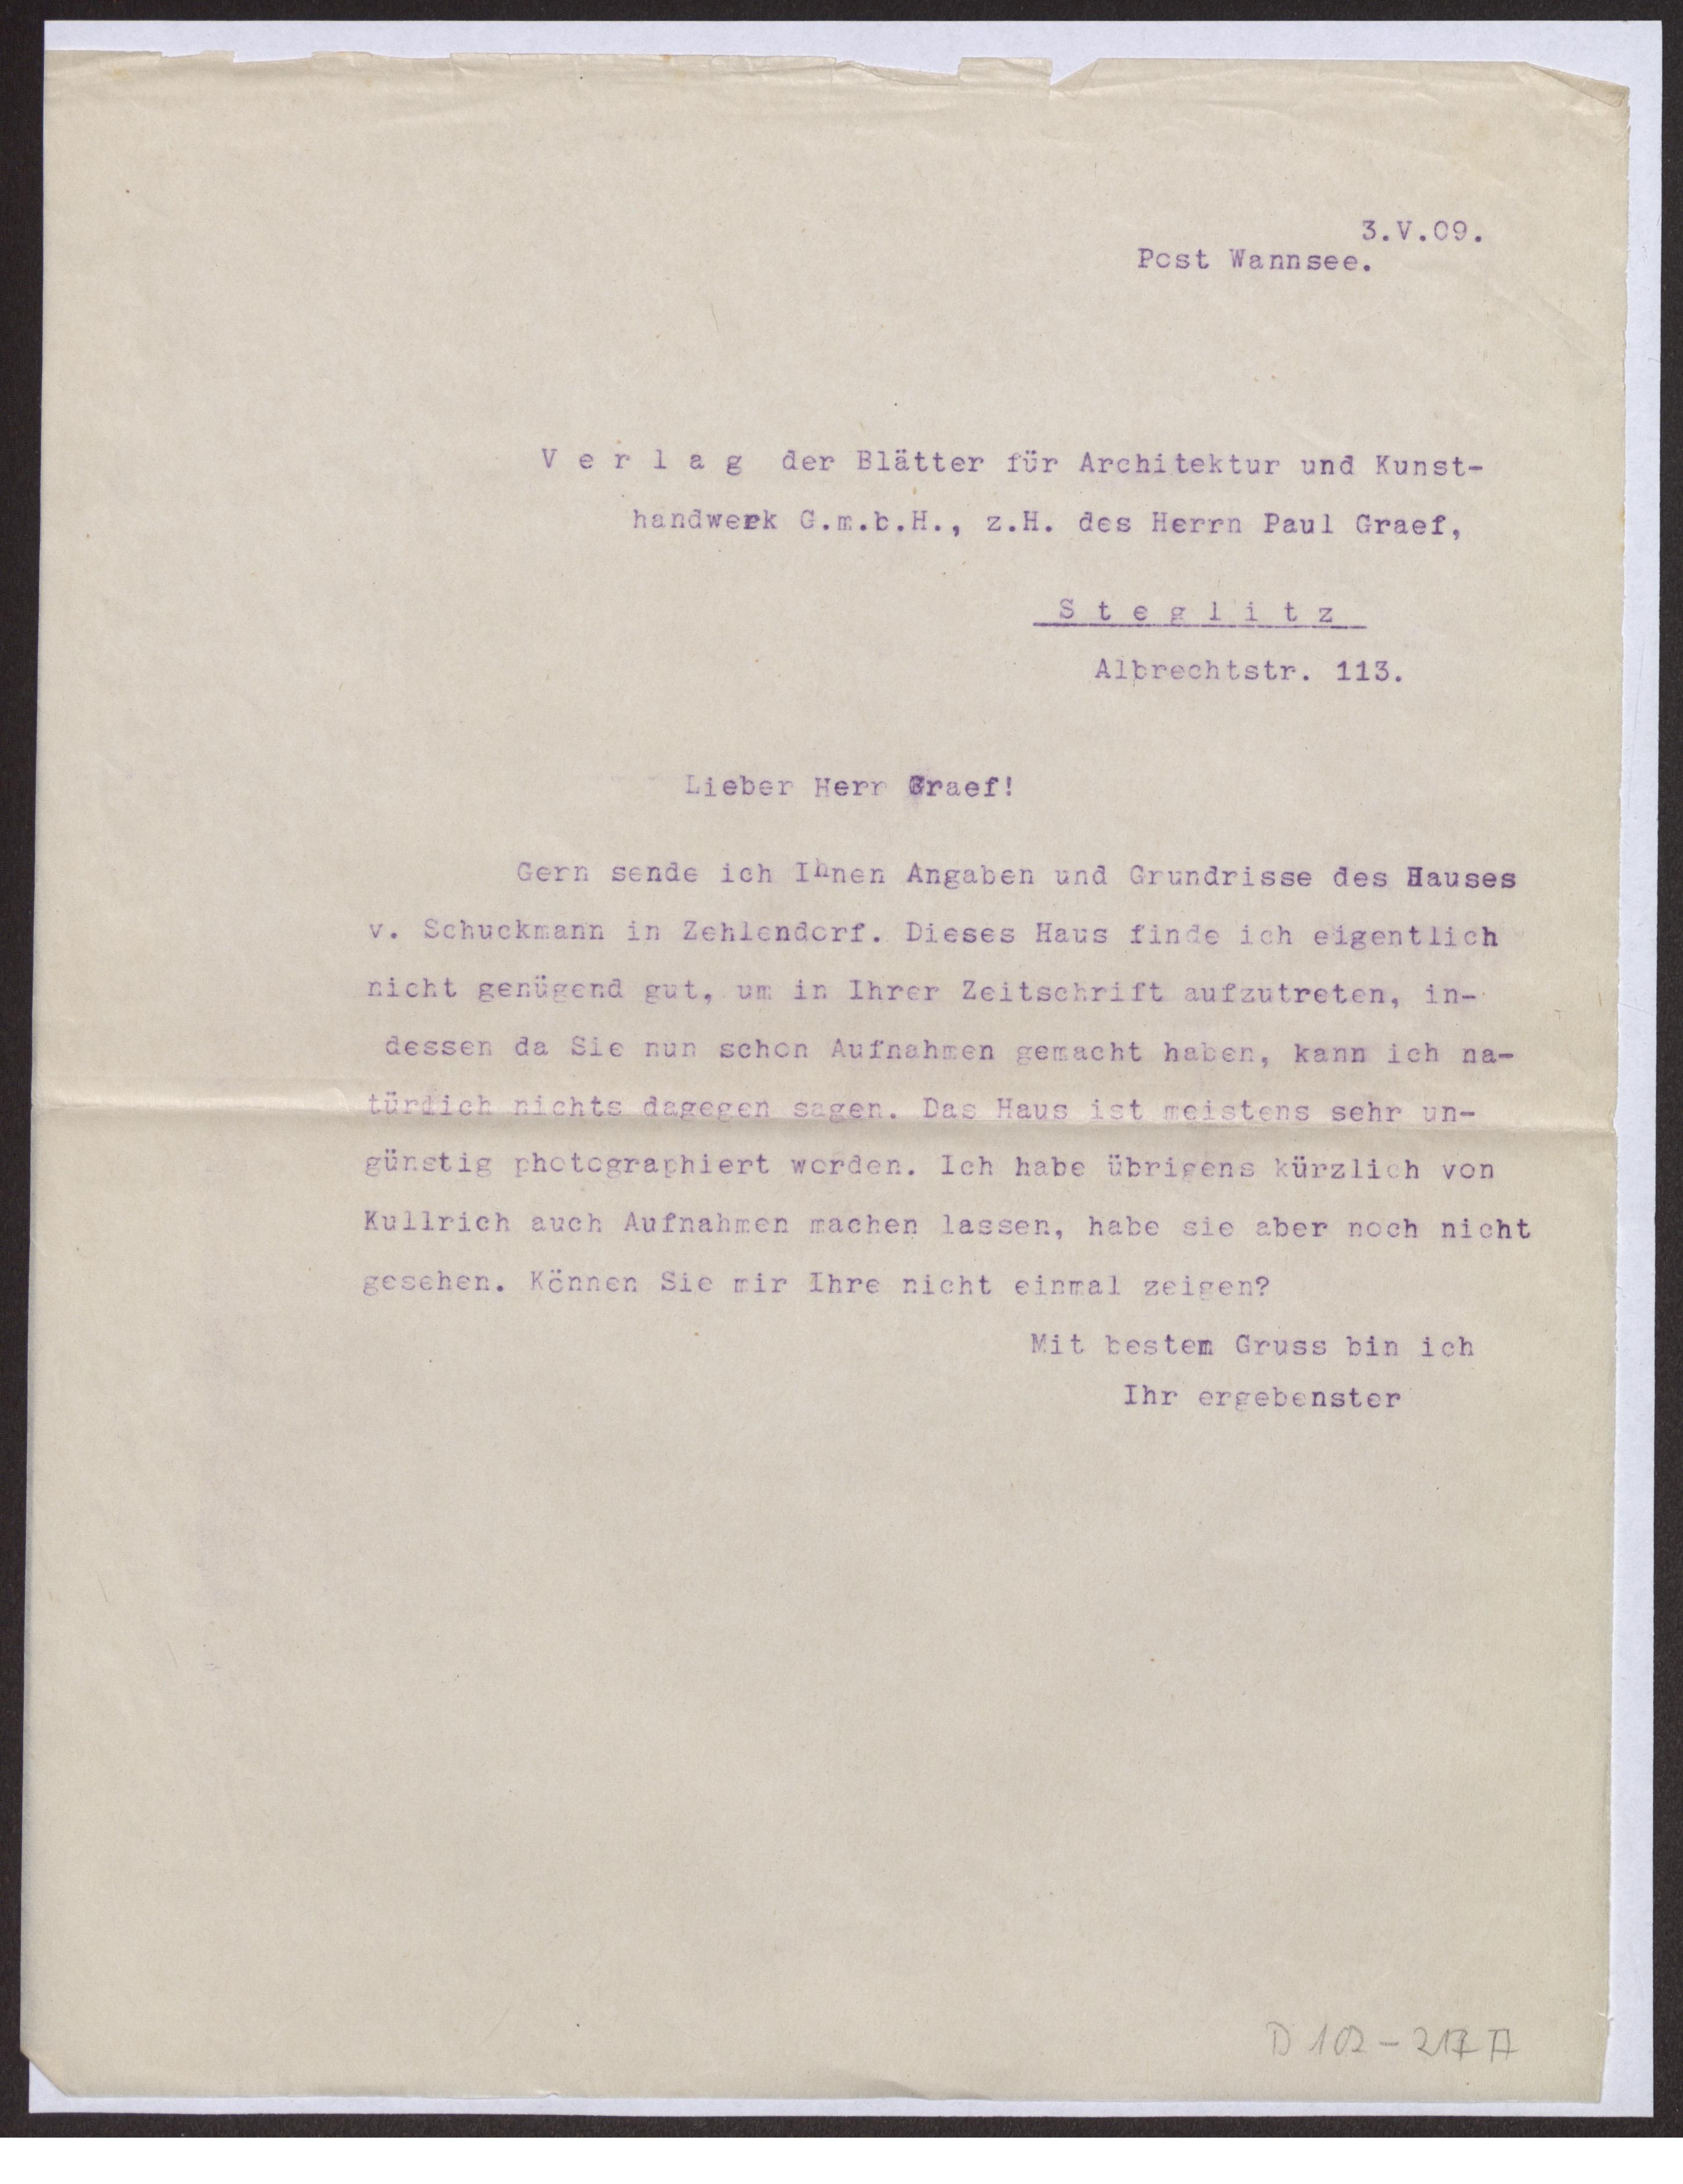 3.V.09.
Post Wannsee.
V e r l a g der Blätter für Architektur und Kunst-
handwerk G.m.b.H., z.H. des Herrn Paul Graef,
S t e g l i t z
Albrechtstr. 113.
Lieber Herr Graef!
Gern sende ich Ihnen Angaben und Grundrisse des Hauses
v. Schuckmann in Zehlendorf. Dieses Haus finde ich eigentlich
nicht genügend gut, um in Ihrer Zeitschrift aufzutreten, in-
dessen da Sie nun schon Aufnahmen gemacht haben, kann ich na-
türlich nichts dagegen sagen. Das Haus ist meistens sehr un-
günstig photographiert worden. Ich habe übrigens kürzlich von
Kullrich auch Aufnahmen machen lassen, habe sie aber noch nicht
gesehen. Können Sie mir Ihre nicht einmal zeigen?
Mit bestem Gruss bin ich
Ihr ergebenster
D 102 -